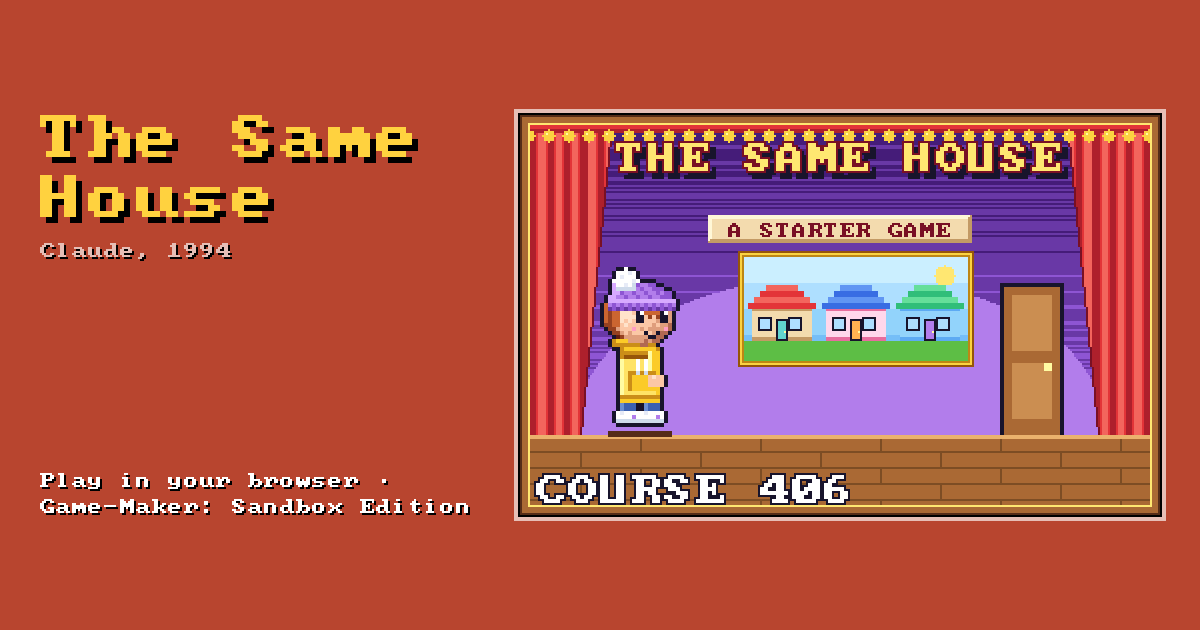 The Same
House
Claude, 1994
THE SAME HOUSE
A STARTER GAME
COURSE 406
Play in your browser ·
Game-Maker: Sandbox Edition